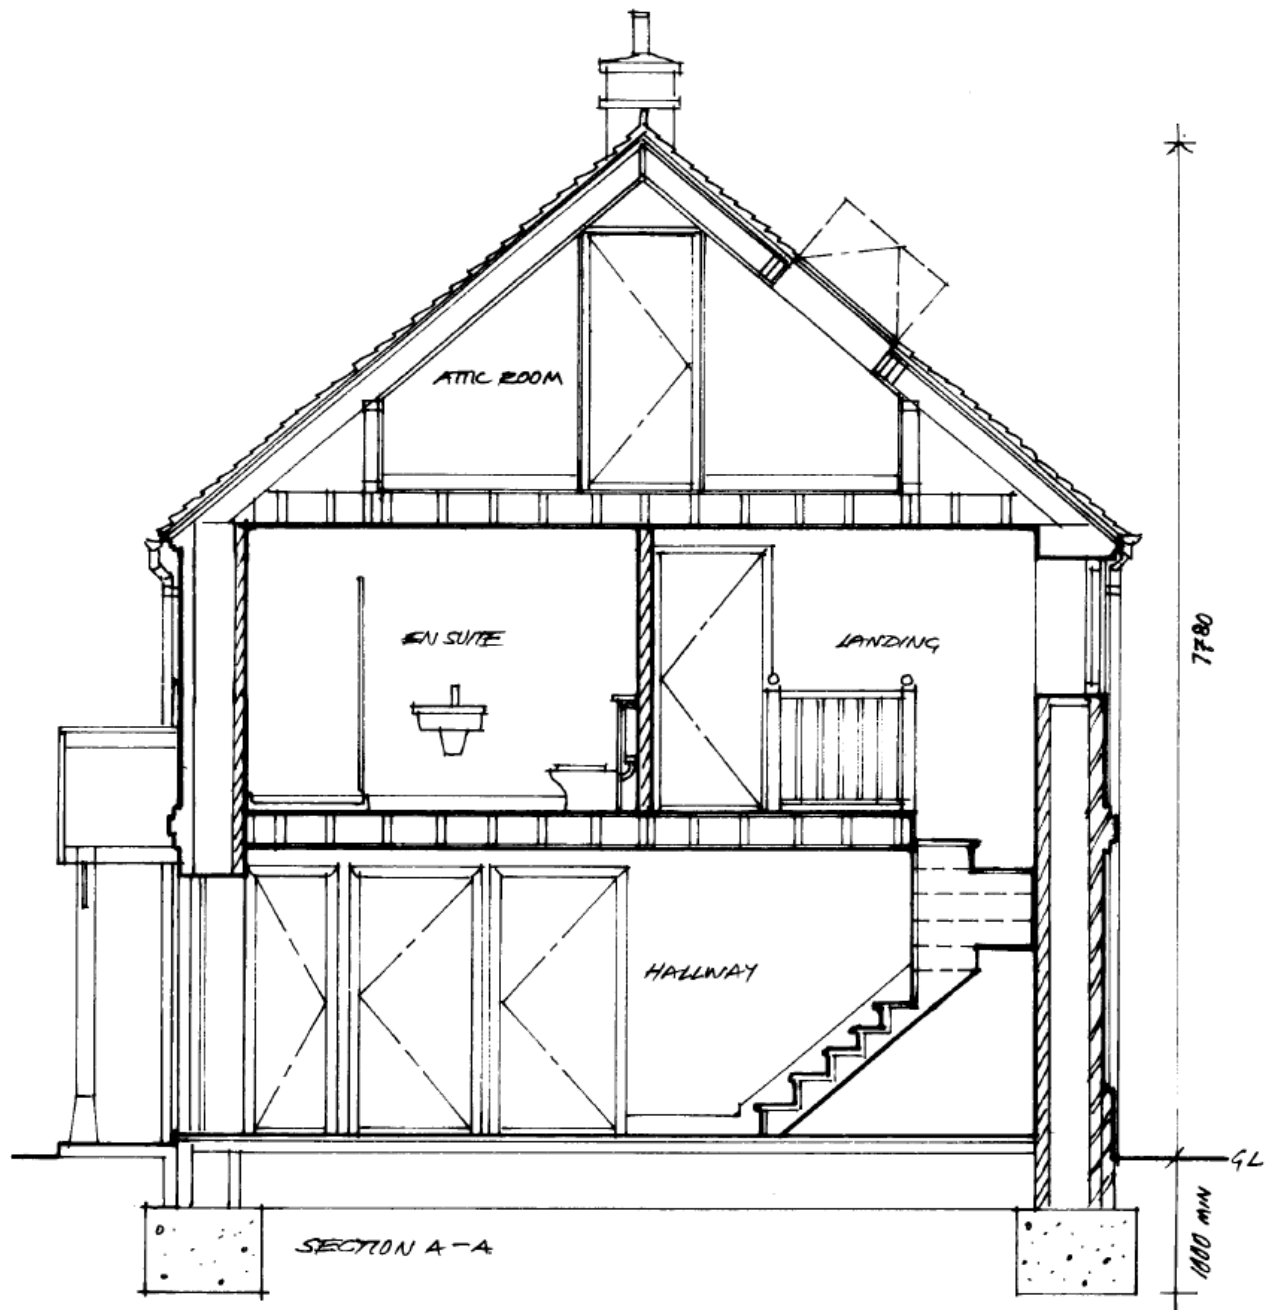 ATTIC ROOM
EN SUITE
LANDING
7780
HALLWAY
GL
1000 MIN
SECTION A-A